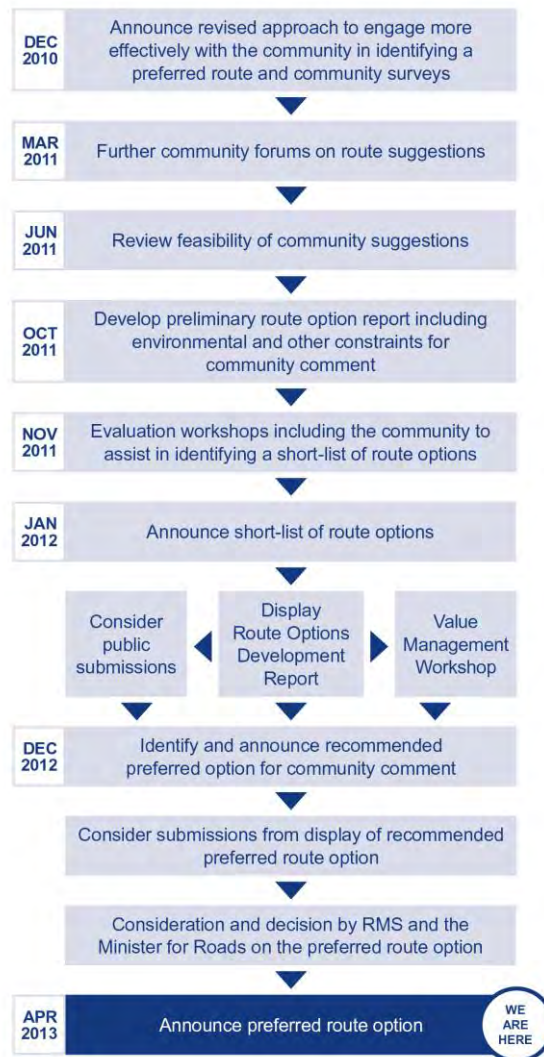 DEC
2010
Announce revised approach to engage more
effectively with the community in identifying a
preferred route and community surveys
MAR
2011
Further community forums on route suggestions
JUN
2011
Review feasibility of community suggestions
OCT
2011
Develop preliminary route option report including
environmental and other constraints for
community comment
NOV
2011
Evaluation workshops including the community to
assist in identifying a short-list of route options
JAN
2012
Announce short-list of route options
Consider
public
submissions
Display
Route Options
Development
Report
Value
Management
Workshop
DEC
2012
Identify and announce recommended
preferred option for community comment
Consider submissions from display of recommended
preferred route option
Consideration and decision by RMS and the
Minister for Roads on the preferred route option
APR
2013
Announce preferred route option
WE
ARE
HERE